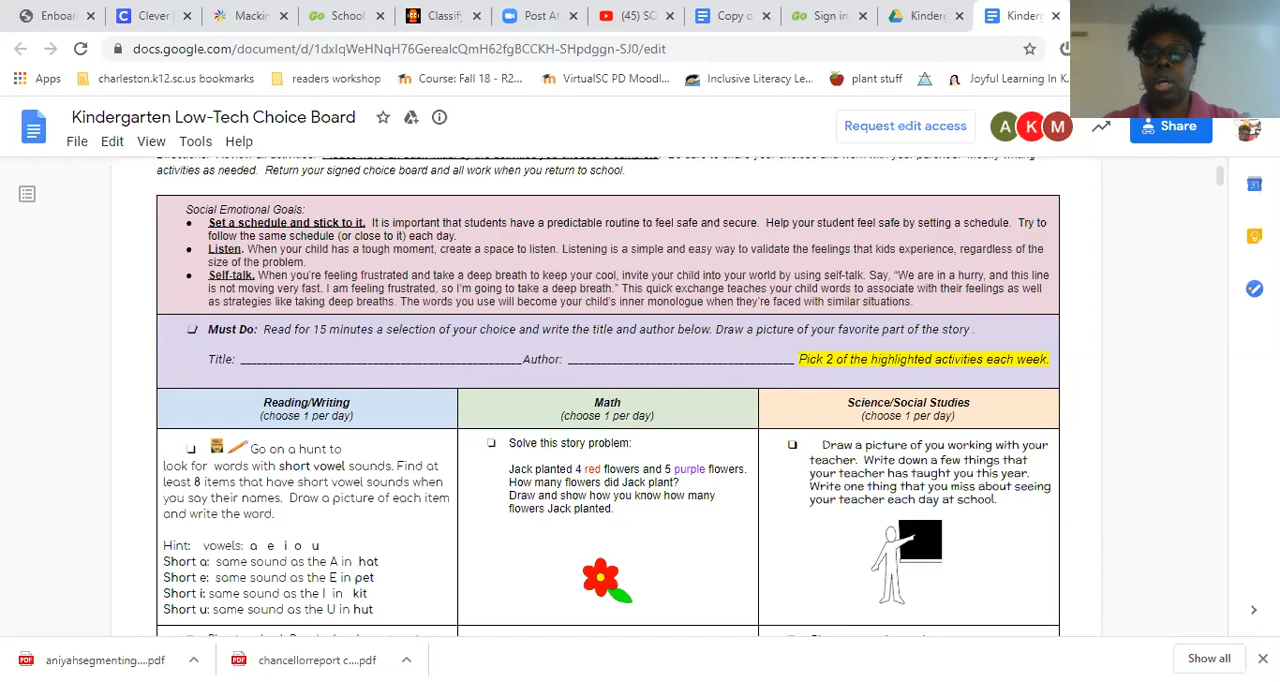 Enboar
Clever
Mackin
School
Classify
Post At
(45) SC
Copy o
Sign in
Kinderg
Kinderg
docs.google.com/document/d/1dxIqWeHNqH76GerealcQmH62fgBCCKH-SHpdggn-SJ0/edit
Apps
charleston.k12.sc.us bookmarks
readers workshop
Course: Fall 18 - R2...
VirtualSC PD Moodl...
Inclusive Literacy Le...
plant stuff
Joyful Learning In K
Kindergarten Low-Tech Choice Board
File Edit View Tools Help
Request edit access
A K M
Share
activities as needed. Return your signed choice board and all work when you return to school.
Social Emotional Goals:
● Set a schedule and stick to it. It is important that students have a predictable routine to feel safe and secure. Help your student feel safe by setting a schedule. Try to
follow the same schedule (or close to it) each day.
● Listen. When your child has a tough moment, create a space to listen. Listening is a simple and easy way to validate the feelings that kids experience, regardless of the
size of the problem.
● Self-talk. When you're feeling frustrated and take a deep breath to keep your cool, invite your child into your world by using self-talk. Say, "We are in a hurry, and this line
is not moving very fast. I am feeling frustrated, so I'm going to take a deep breath." This quick exchange teaches your child words to associate with their feelings as well
as strategies like taking deep breaths. The words you use will become your child's inner monologue when they're faced with similar situations.
❏ Must Do: Read for 15 minutes a selection of your choice and write the title and author below. Draw a picture of your favorite part of the story .
Title: ______ Author: ______ Pick 2 of the highlighted activities each week.
Reading/Writing
(choose 1 per day)
Math
(choose 1 per day)
Science/Social Studies
(choose 1 per day)
❏ Go on a hunt to
look for words with short vowel sounds. Find at
least 8 items that have short vowel sounds when
you say their names. Draw a picture of each item
and write the word.
Hint: vowels: a e i o u
Short a: same sound as the A in hat
Short e: same sound as the E in pet
Short i: same sound as the I in kit
Short u: same sound as the U in hut
❏ Solve this story problem:
Jack planted 4 red flowers and 5 purple flowers.
How many flowers did Jack plant?
Draw and show how you know how many
flowers Jack planted.
❏ Draw a picture of you working with your
teacher. Write down a few things that
your teacher has taught you this year.
Write one thing that you miss about seeing
your teacher each day at school.
aniyahsegmenting....pdf
chancellorreport c....pdf
Show all